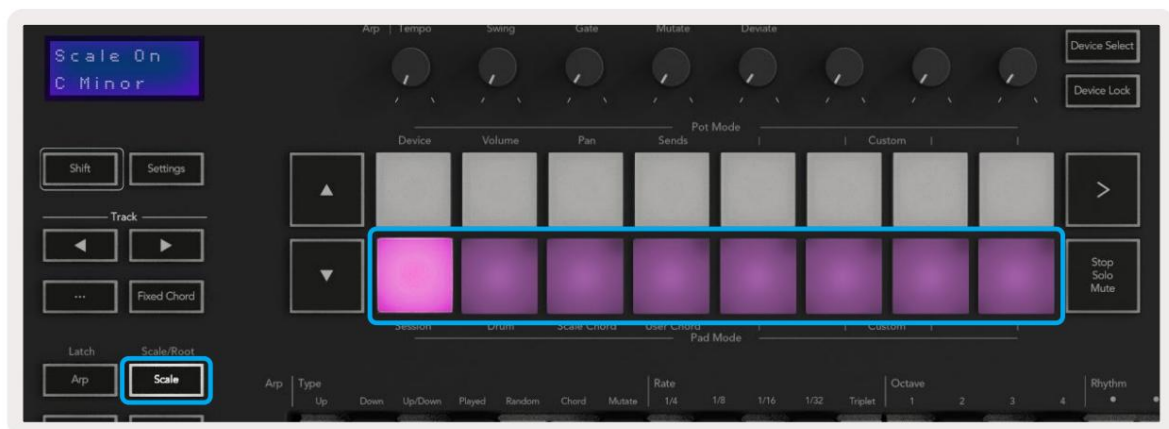 Scale On
C Minor
Arp | Tempo Swing Gate Mutate Deviate
Device Select
Device Lock
Pot Mode
Device Volume Pan Sends | | Custom | |
Shift Settings
▲ >
Track
◀ ▶
▼ Stop
Solo
Mute
... Fixed Chord
Session Drum Scale Chord User Chord | | Custom | |
Pad Mode
Latch Scale/Root
Arp Scale
Arp Type Rate Octave Rhythm
Up Down Up/Down Played Random Chord Mutate 1/4 1/8 1/16 1/32 Triplet 1 2 3 4